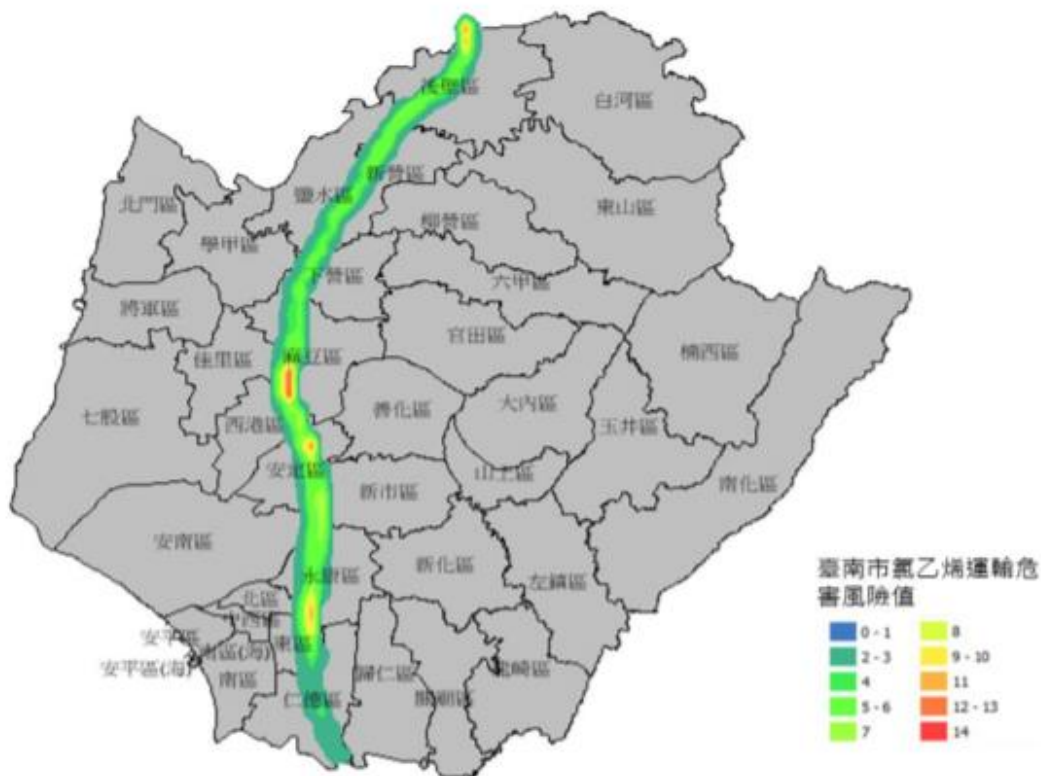 後壁區
白河區
新營區
鹽水區
北門區
東山區
柳營區
學甲區
下營區
六甲區
將軍區
官田區
楠西區
佳里區
麻豆區
大內區
善化區
七股區
西港區
玉井區
安定區
山上區
新市區
南化區
安南區
新化區
永康區
左鎮區
北區
中西區
安平區
東區
南區(海)
安平區(海)
歸仁區
龍崎區
南區
關廟區
仁德區
臺南市氯乙烯運輸危
害風險值
0 - 1
8
2 - 3
9 - 10
4
11
5 - 6
12 - 13
7
14